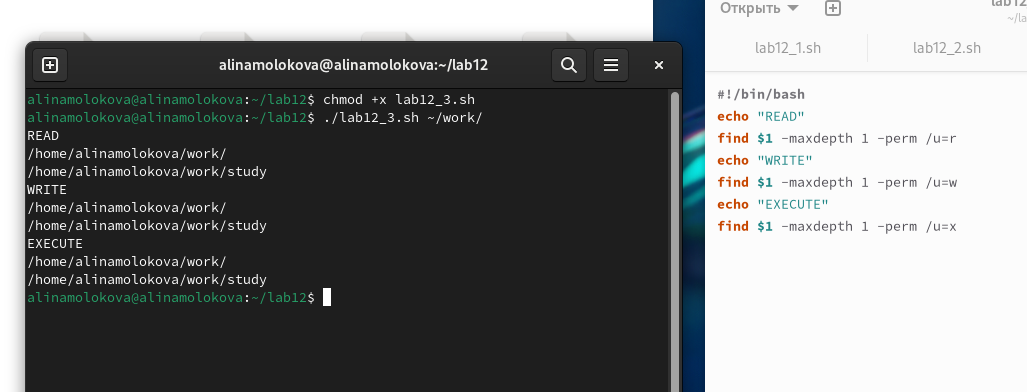 alinamolokova@alinamolokova:~/lab12
alinamolokova@alinamolokova:~/lab12$ chmod +x lab12_3.sh
alinamolokova@alinamolokova:~/lab12$ ./lab12_3.sh ~/work/
READ
/home/alinamolokova/work/
/home/alinamolokova/work/study
WRITE
/home/alinamolokova/work/
/home/alinamolokova/work/study
EXECUTE
/home/alinamolokova/work/
/home/alinamolokova/work/study
alinamolokova@alinamolokova:~/lab12$
Открыть
lab12
~/la
lab12_1.sh
lab12_2.sh
#!/bin/bash
echo "READ"
find $1 -maxdepth 1 -perm /u=r
echo "WRITE"
find $1 -maxdepth 1 -perm /u=w
echo "EXECUTE"
find $1 -maxdepth 1 -perm /u=x